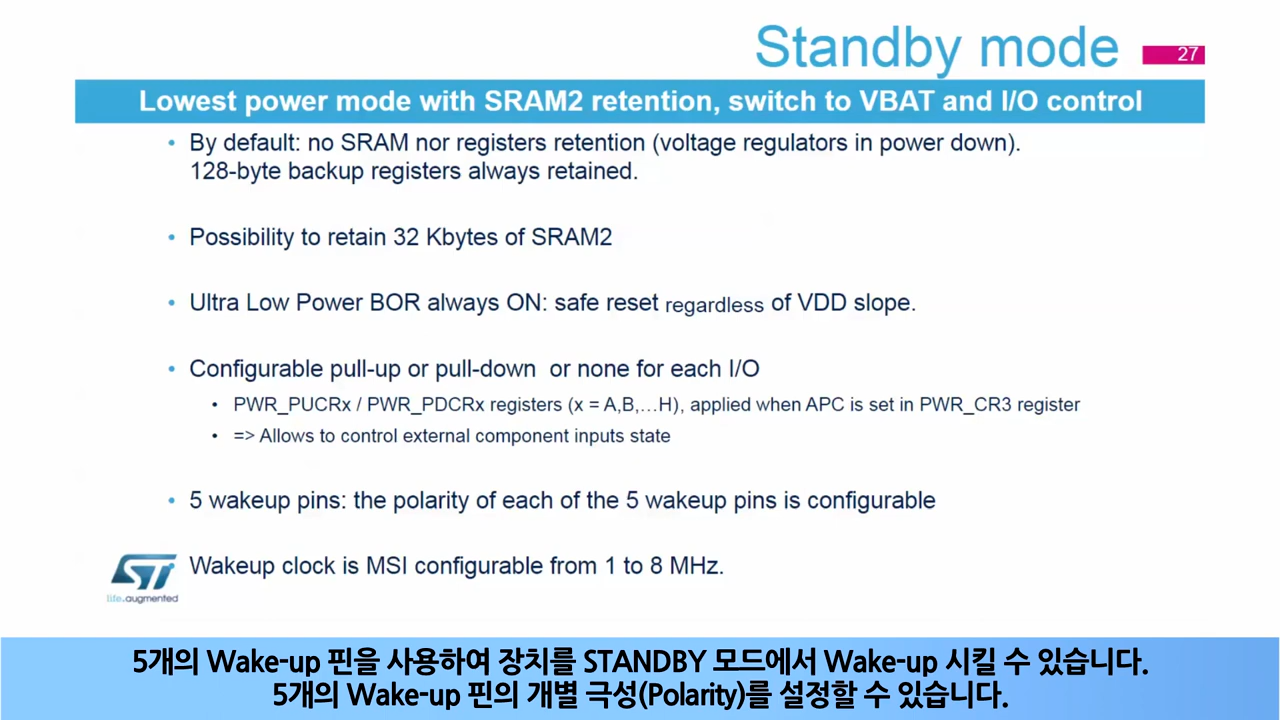 Standby mode
27
Lowest power mode with SRAM2 retention, switch to VBAT and I/O control
• By default: no SRAM nor registers retention (voltage regulators in power down).
128-byte backup registers always retained.
• Possibility to retain 32 Kbytes of SRAM2
• Ultra Low Power BOR always ON: safe reset regardless of VDD slope.
• Configurable pull-up or pull-down or none for each I/O
• PWR_PUCRx / PWR_PDCRx registers (x = A,B,…H), applied when APC is set in PWR_CR3 register
• => Allows to control external component inputs state
• 5 wakeup pins: the polarity of each of the 5 wakeup pins is configurable
Wakeup clock is MSI configurable from 1 to 8 MHz.
ST
life.augmented
5개의 Wake-up 핀을 사용하여 장치를 STANDBY 모드에서 Wake-up 시킬 수 있습니다.
5개의 Wake-up 핀의 개별 극성(Polarity)를 설정할 수 있습니다.